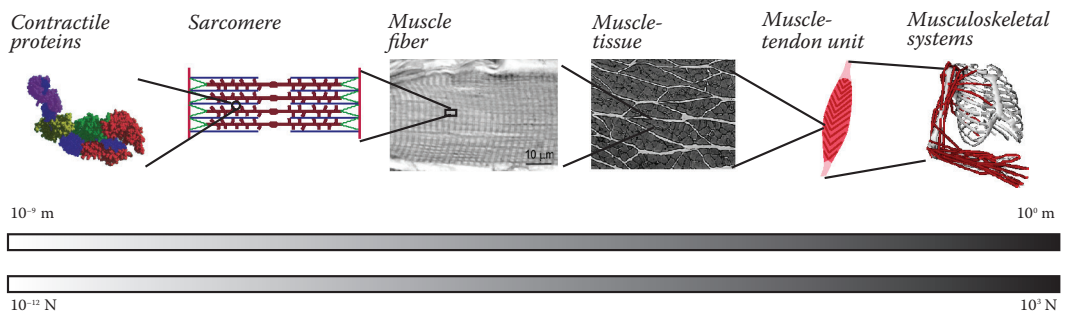 Contractile
proteins
Sarcomere
Muscle
fiber
Muscle-
tissue
Muscle-
tendon unit
Musculoskeletal
systems
10 μm
10⁻⁹ m
10⁰ m
10⁻¹² N
10³ N